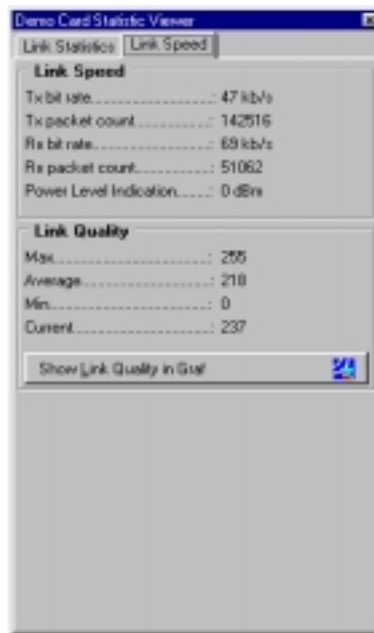 Demo Card Statistic Viewer
Link Statistics Link Speed
Link Speed
Tx bit rate....................: 47 kb/s
Tx packet count...............: 142516
Rx bit rate....................: 69 kb/s
Rx packet count...............: 51062
Power Level Indication.......: 0 dBm
Link Quality
Max............................: 255
Average........................: 218
Min............................: 0
Current........................: 237
Show Link Quality in Graf